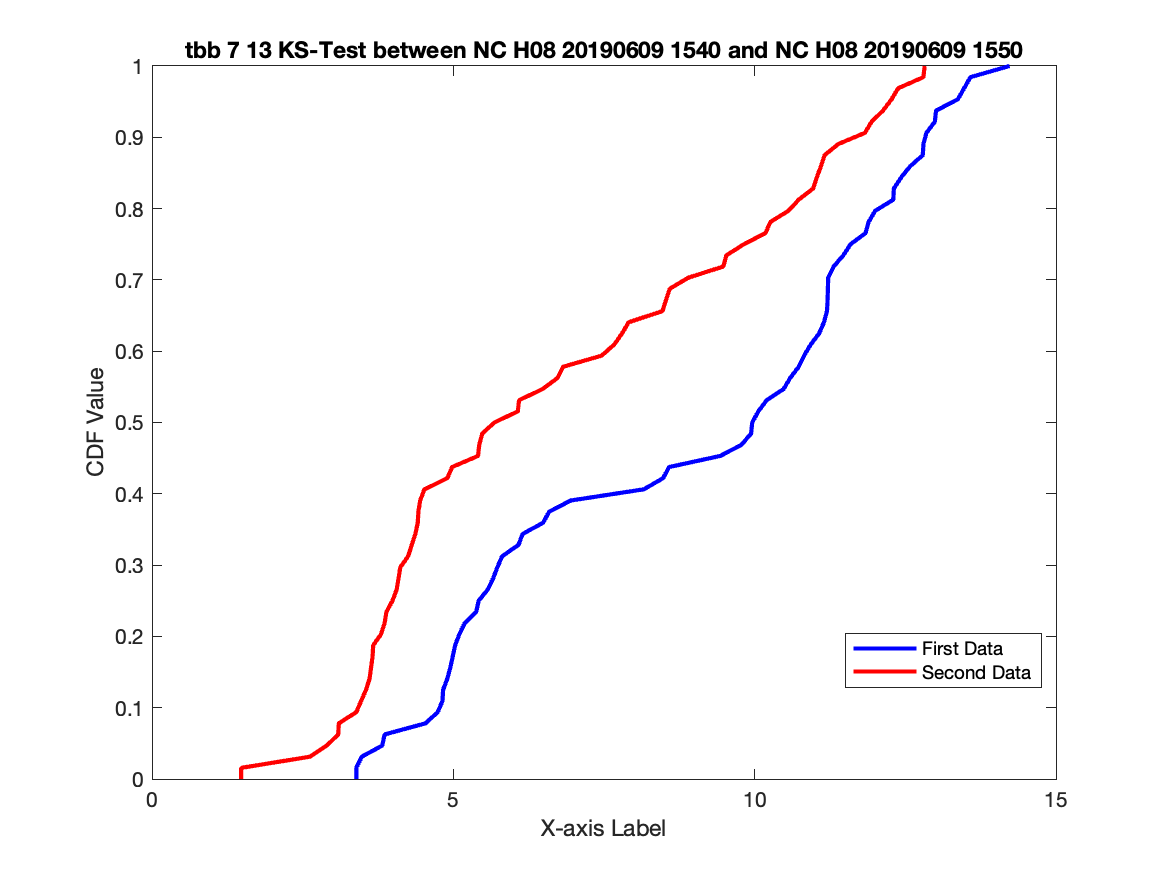 tbb 7 13 KS-Test between NC H08 20190609 1540 and NC H08 20190609 1550
1
0.9
0.8
0.7
0.6
0.5
0.4
0.3
0.2
0.1
0
CDF Value
First Data
Second Data
0 5 10 15
X-axis Label